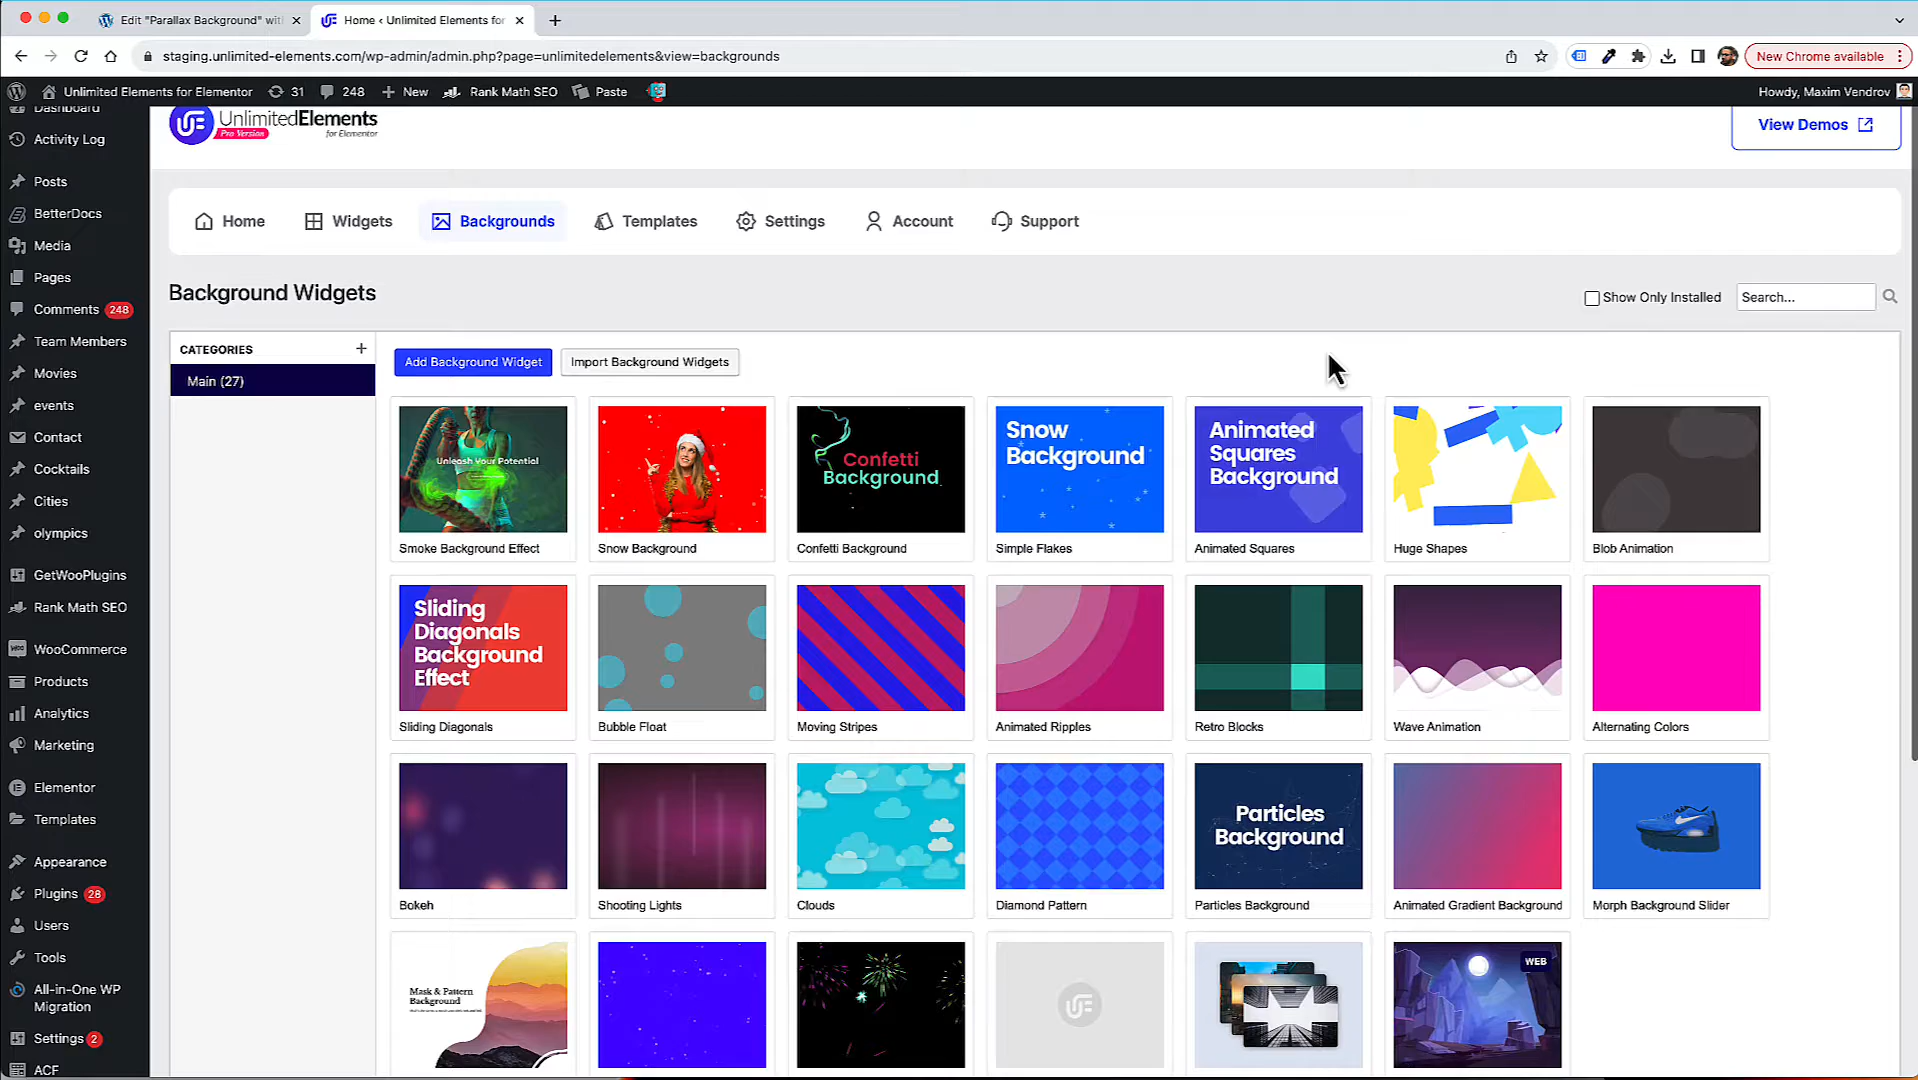 Edit "Parallax Background" wit
Home ‹ Unlimited Elements for
staging.unlimited-elements.com/wp-admin/admin.php?page=unlimitedelements&view=backgrounds
New Chrome available
Unlimited Elements for Elementor
31
248
New
Rank Math SEO
Paste
Howdy, Maxim Vendrov
Dashboard
Activity Log
Posts
BetterDocs
Media
Pages
Comments 248
Team Members
Movies
events
Contact
Cocktails
Cities
olympics
GetWooPlugins
Rank Math SEO
WooCommerce
Products
Analytics
Marketing
Elementor
Templates
Appearance
Plugins 28
Users
Tools
All-in-One WP
Migration
Settings 2
ACF
UnlimitedElements
Pro Version
for Elementor
View Demos
Home
Widgets
Backgrounds
Templates
Settings
Account
Support
Background Widgets
Show Only Installed
Search...
CATEGORIES
+
Main (27)
Add Background Widget
Import Background Widgets
Unleash Your Potential
Confetti
Background
Snow
Background
Animated
Squares
Background
Smoke Background Effect
Snow Background
Confetti Background
Simple Flakes
Animated Squares
Huge Shapes
Blob Animation
Sliding
Diagonals
Background
Effect
Sliding Diagonals
Bubble Float
Moving Stripes
Animated Ripples
Retro Blocks
Wave Animation
Alternating Colors
Particles
Background
Bokeh
Shooting Lights
Clouds
Diamond Pattern
Particles Background
Animated Gradient Background
Morph Background Slider
Mask & Pattern
Background
WEB